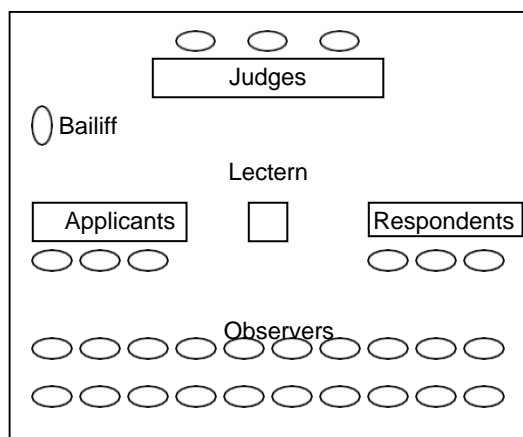 Judges
Bailiff
Lectern
Applicants
Respondents
Observers